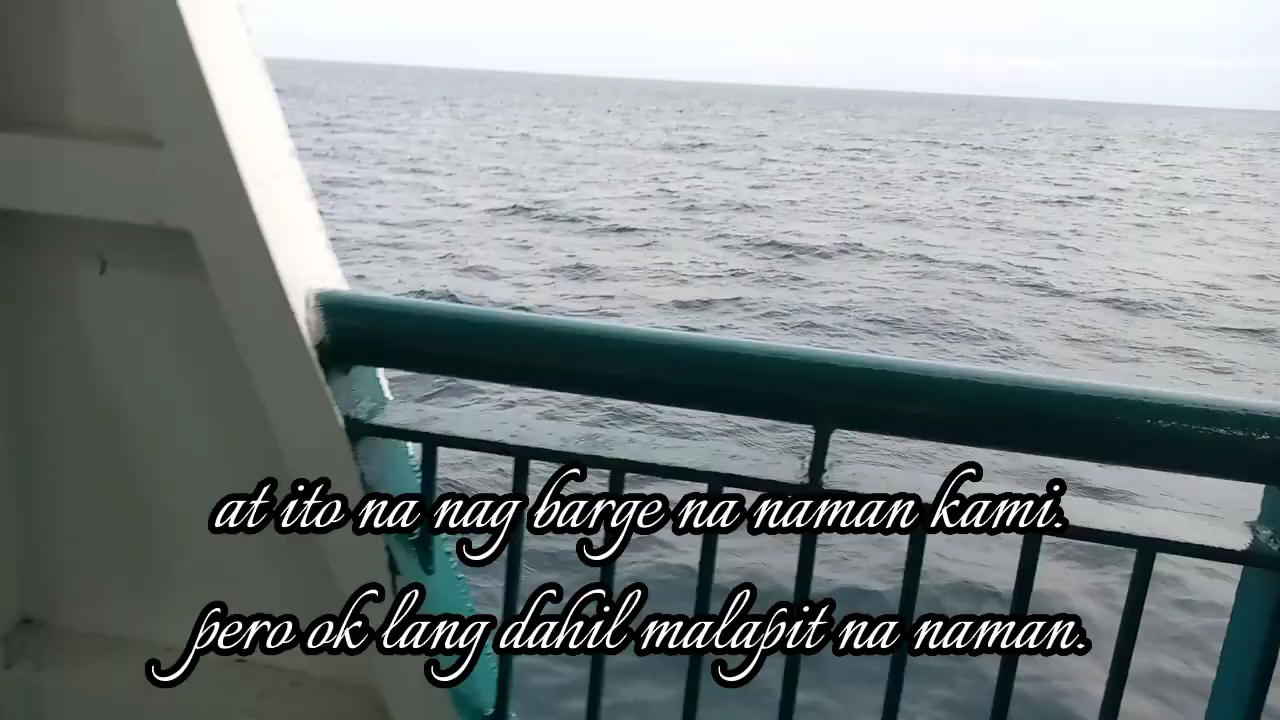 at ito na nag barge na naman kami.
pero ok lang dahil malapit na naman.